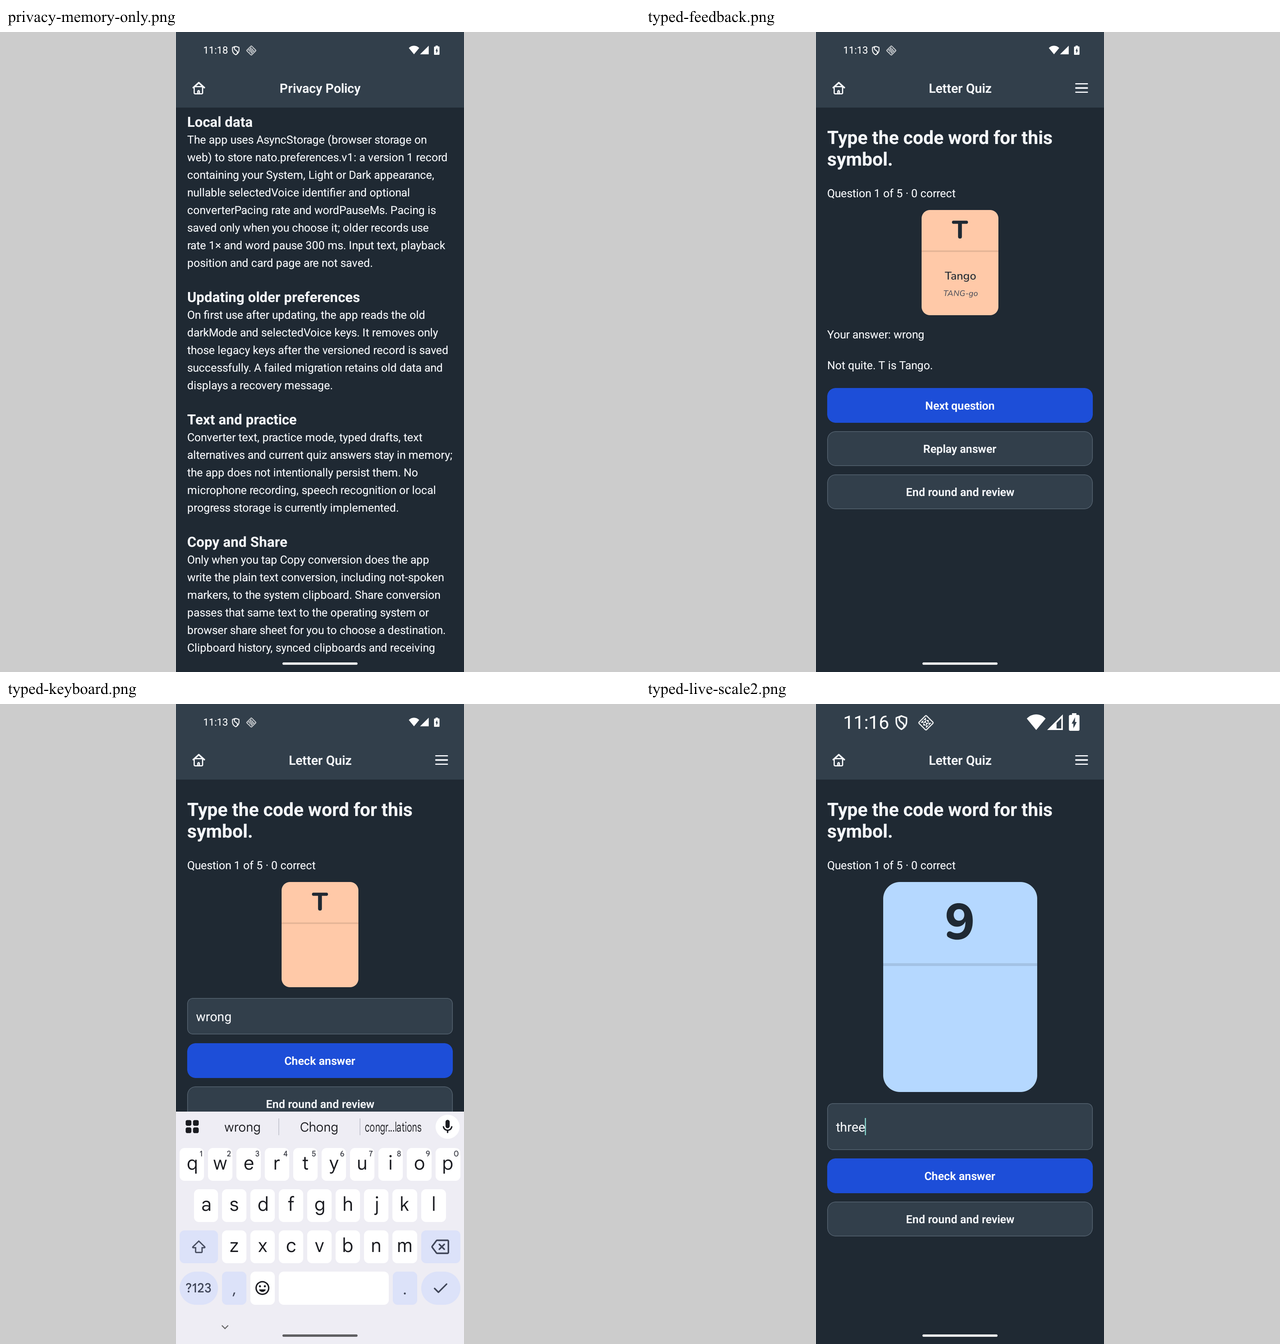 privacy-memory-only.png
11:18
Privacy Policy
Local data
The app uses AsyncStorage (browser storage on
web) to store nato.preferences.v1: a version 1 record
containing your System, Light or Dark appearance,
nullable selectedVoice identifier and optional
converterPacing rate and wordPauseMs. Pacing is
saved only when you choose it; older records use
rate 1× and word pause 300 ms. Input text, playback
position and card page are not saved.
Updating older preferences
On first use after updating, the app reads the old
darkMode and selectedVoice keys. It removes only
those legacy keys after the versioned record is saved
successfully. A failed migration retains old data and
displays a recovery message.
Text and practice
Converter text, practice mode, typed drafts, text
alternatives and current quiz answers stay in memory;
the app does not intentionally persist them. No
microphone recording, speech recognition or local
progress storage is currently implemented.
Copy and Share
Only when you tap Copy conversion does the app
write the plain text conversion, including not-spoken
markers, to the system clipboard. Share conversion
passes that same text to the operating system or
browser share sheet for you to choose a destination.
Clipboard history, synced clipboards and receiving
typed-feedback.png
11:13
Letter Quiz
Type the code word for this
symbol.
Question 1 of 5 · 0 correct
T
Tango
TANG-go
Your answer: wrong
Not quite. T is Tango.
Next question
Replay answer
End round and review
typed-keyboard.png
11:13
Letter Quiz
Type the code word for this
symbol.
Question 1 of 5 · 0 correct
T
wrong
Check answer
End round and review
wrong Chong congr...lations
q1 w2 e3 r4 t5 y6 u7 i8 o9 p0
a s d f g h j k l
z x c v b n m
?123 , .
typed-live-scale2.png
11:16
Letter Quiz
Type the code word for this
symbol.
Question 1 of 5 · 0 correct
9
three
Check answer
End round and review